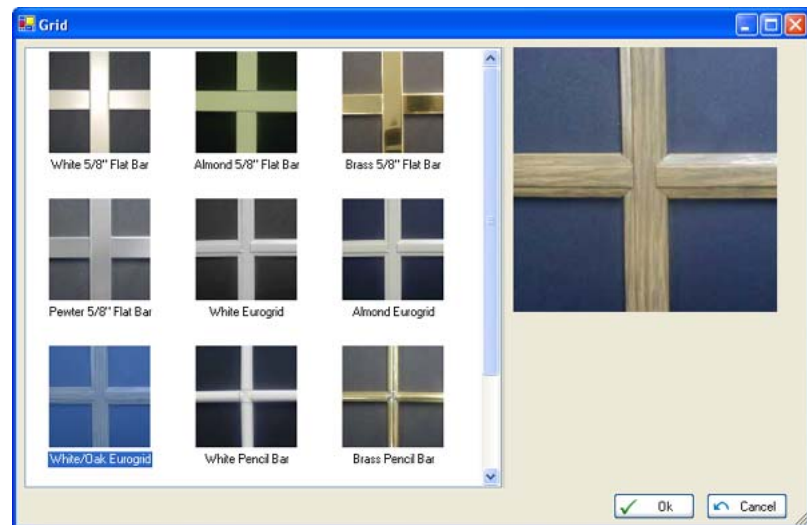 Grid
White 5/8" Flat Bar
Almond 5/8" Flat Bar
Brass 5/8" Flat Bar
Pewter 5/8" Flat Bar
White Eurogrid
Almond Eurogrid
White/Oak Eurogrid
White Pencil Bar
Brass Pencil Bar
Ok
Cancel